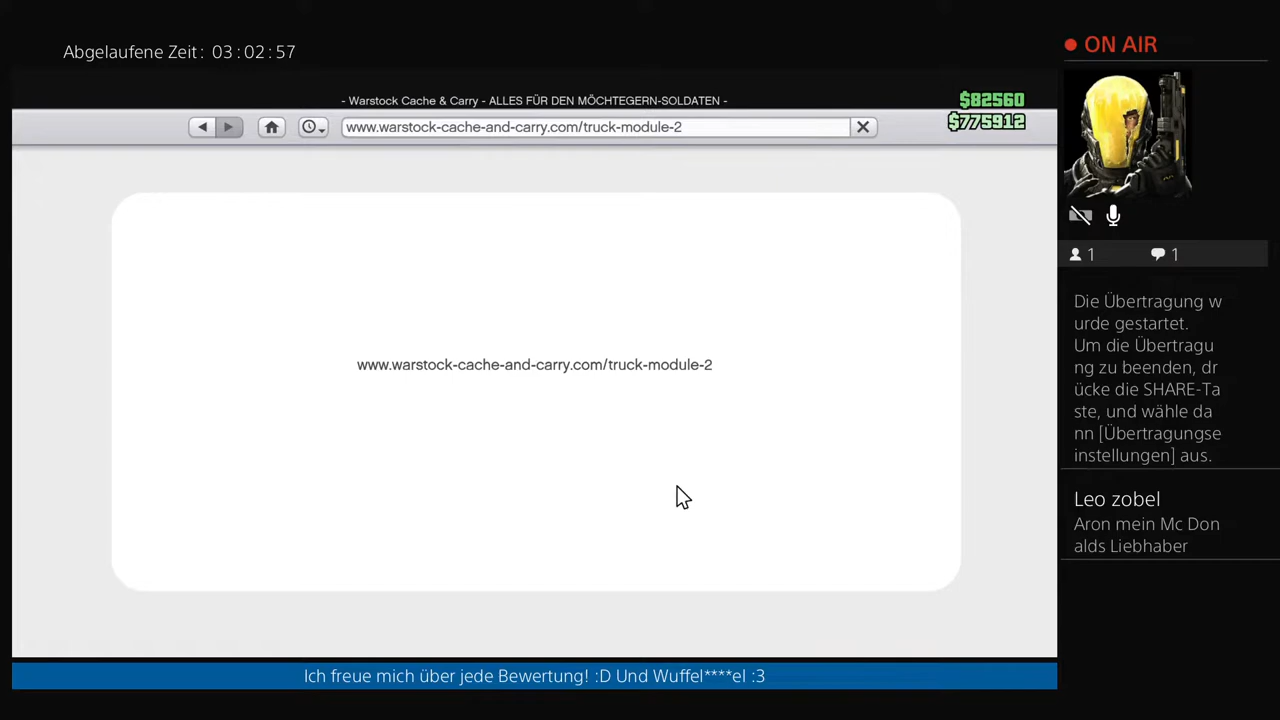 Abgelaufene Zeit: 03:02:57
ON AIR
- Warstock Cache & Carry - ALLES FÜR DEN MÖCHTEGERN-SOLDATEN -
$82560
$775912
www.warstock-cache-and-carry.com/truck-module-2
1
1
www.warstock-cache-and-carry.com/truck-module-2
Die Übertragung w
urde gestartet.
Um die Übertragu
ng zu beenden, dr
ücke die SHARE-Ta
ste, und wähle da
nn [Übertragungse
instellungen] aus.
Leo zobel
Aron mein Mc Don
alds Liebhaber
Ich freue mich über jede Bewertung! :D Und Wuffel****el :3